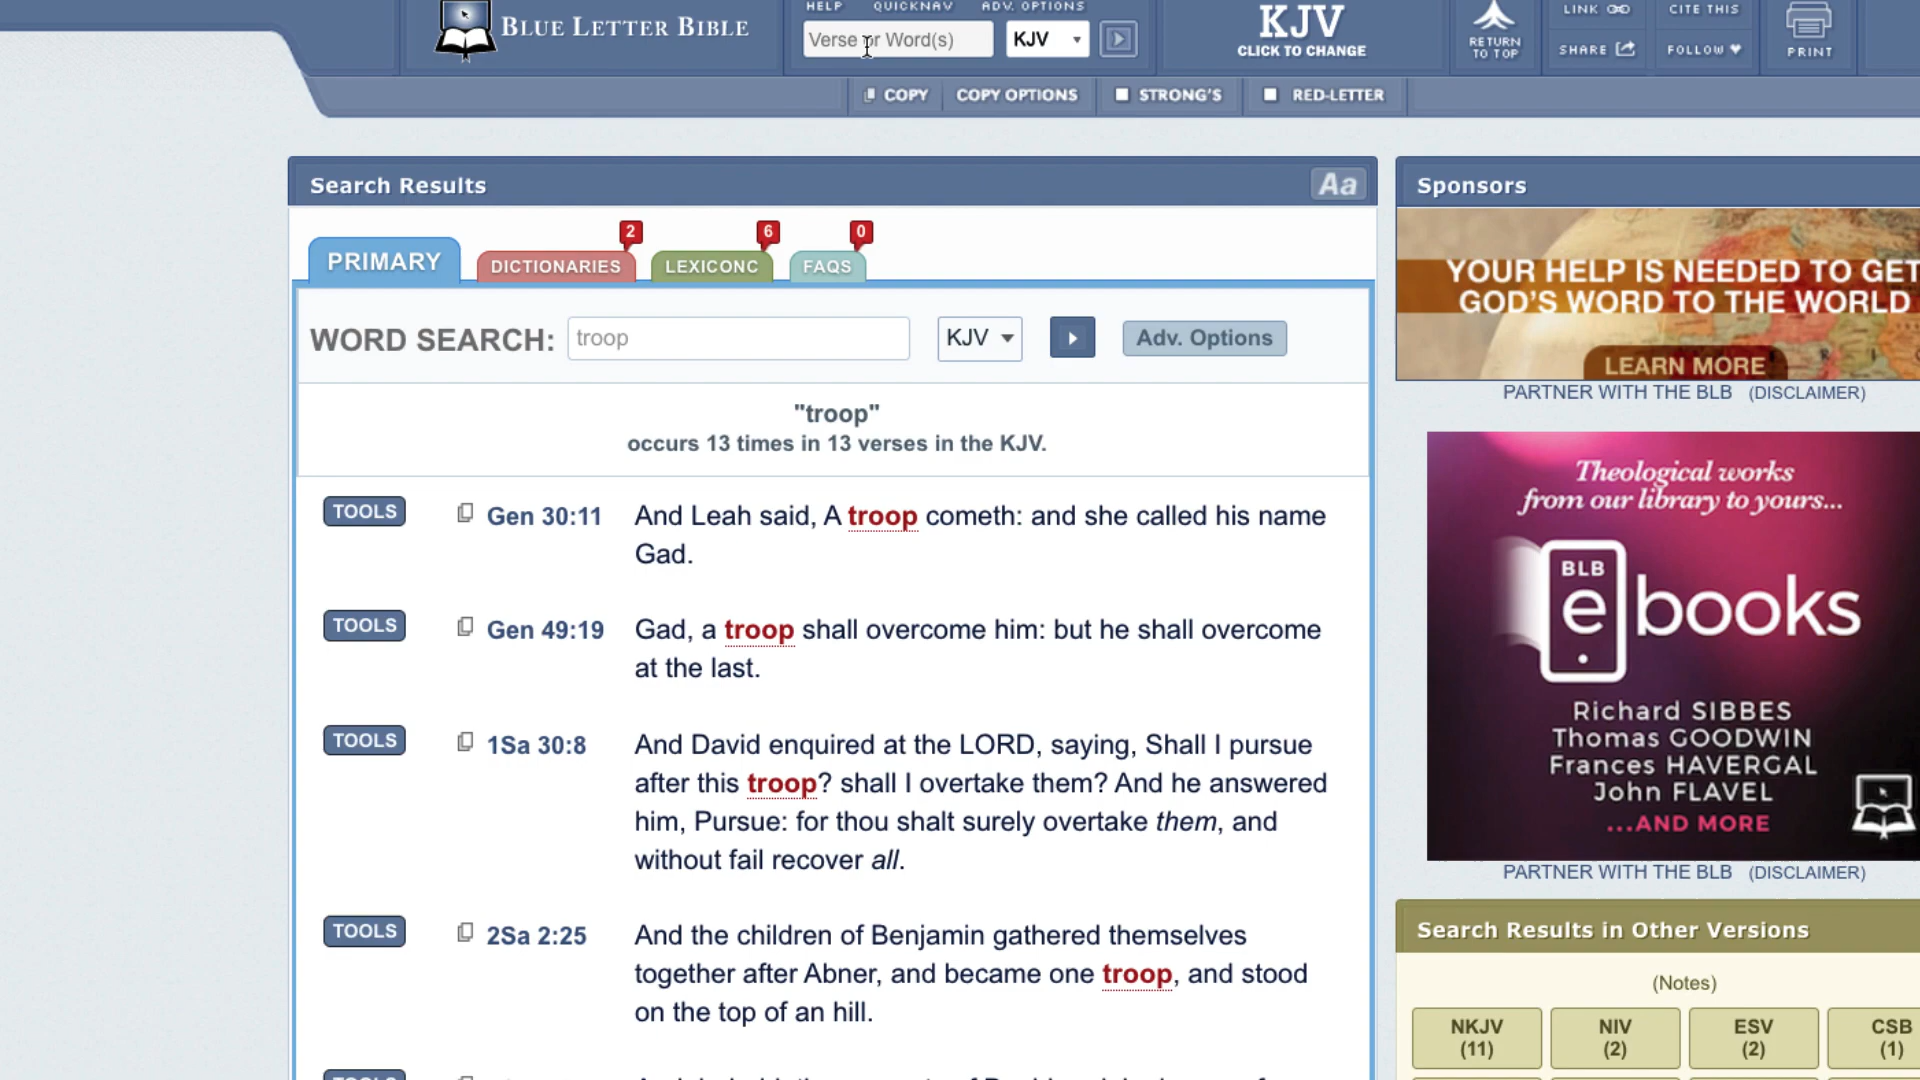 HELP QUICKNAV ADV. OPTIONS
BLUE LETTER BIBLE
Verse or Word(s)
KJV
KJV
CLICK TO CHANGE
RETURN
TO TOP
LINK
SHARE
CITE THIS
FOLLOW
PRINT
COPY
COPY OPTIONS
STRONG'S
RED-LETTER
Search Results
Aa
PRIMARY
DICTIONARIES
2
LEXICONC
6
FAQS
0
WORD SEARCH:
troop
KJV
Adv. Options
"troop"
occurs 13 times in 13 verses in the KJV.
TOOLS
Gen 30:11
And Leah said, A troop cometh: and she called his name
Gad.
TOOLS
Gen 49:19
Gad, a troop shall overcome him: but he shall overcome
at the last.
TOOLS
1Sa 30:8
And David enquired at the LORD, saying, Shall I pursue
after this troop? shall I overtake them? And he answered
him, Pursue: for thou shalt surely overtake them, and
without fail recover all.
TOOLS
2Sa 2:25
And the children of Benjamin gathered themselves
together after Abner, and became one troop, and stood
on the top of an hill.
Sponsors
YOUR HELP IS NEEDED TO GET
GOD'S WORD TO THE WORLD
LEARN MORE
PARTNER WITH THE BLB (DISCLAIMER)
Theological works
from our library to yours...
BLB
e books
Richard SIBBES
Thomas GOODWIN
Frances HAVERGAL
John FLAVEL
...AND MORE
PARTNER WITH THE BLB (DISCLAIMER)
Search Results in Other Versions
(Notes)
NKJV
(11)
NIV
(2)
ESV
(2)
CSB
(1)